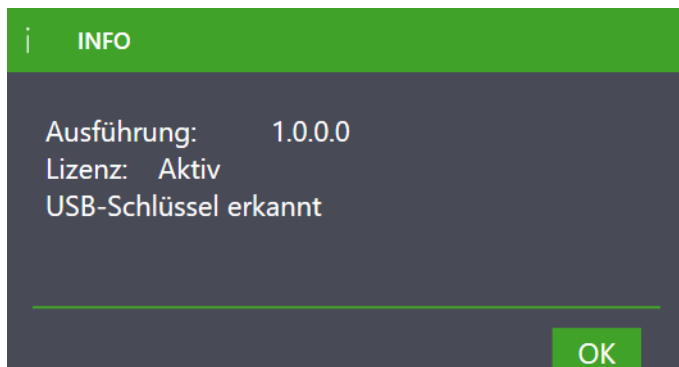 i INFO
Ausführung: 1.0.0.0
Lizenz: Aktiv
USB-Schlüssel erkannt
OK